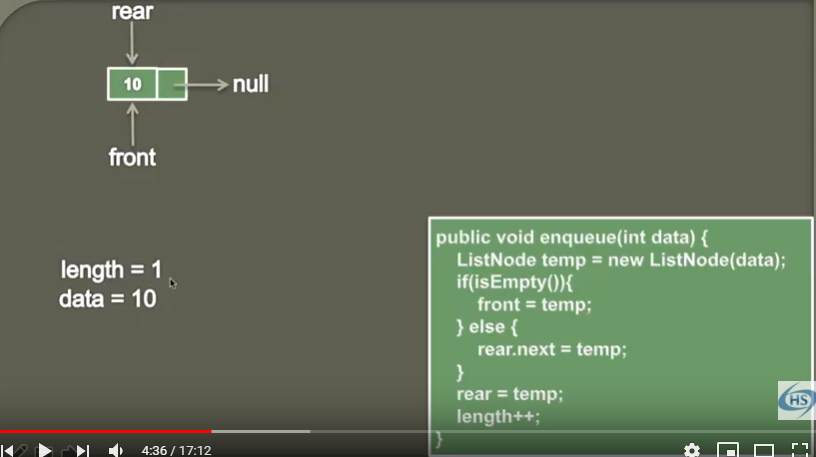 rear
10
null
front
length = 1
data = 10
public void enqueue(int data) {
ListNode temp = new ListNode(data);
if(isEmpty()){
front = temp;
} else {
rear.next = temp;
}
rear = temp;
length++;
}
HS
4:36 / 17:12